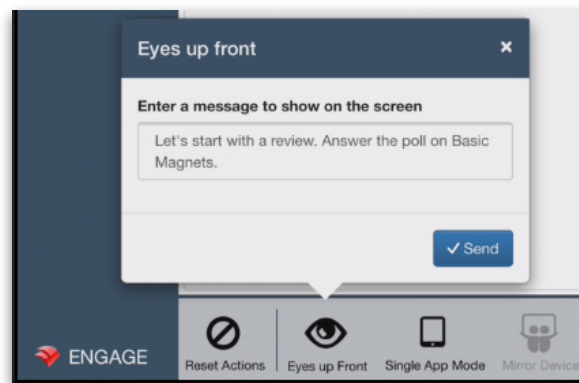 Eyes up front ×
Enter a message to show on the screen
Let's start with a review. Answer the poll on Basic
Magnets.
Send
ENGAGE
Reset Actions
Eyes up Front
Single App Mode
Mirror Device